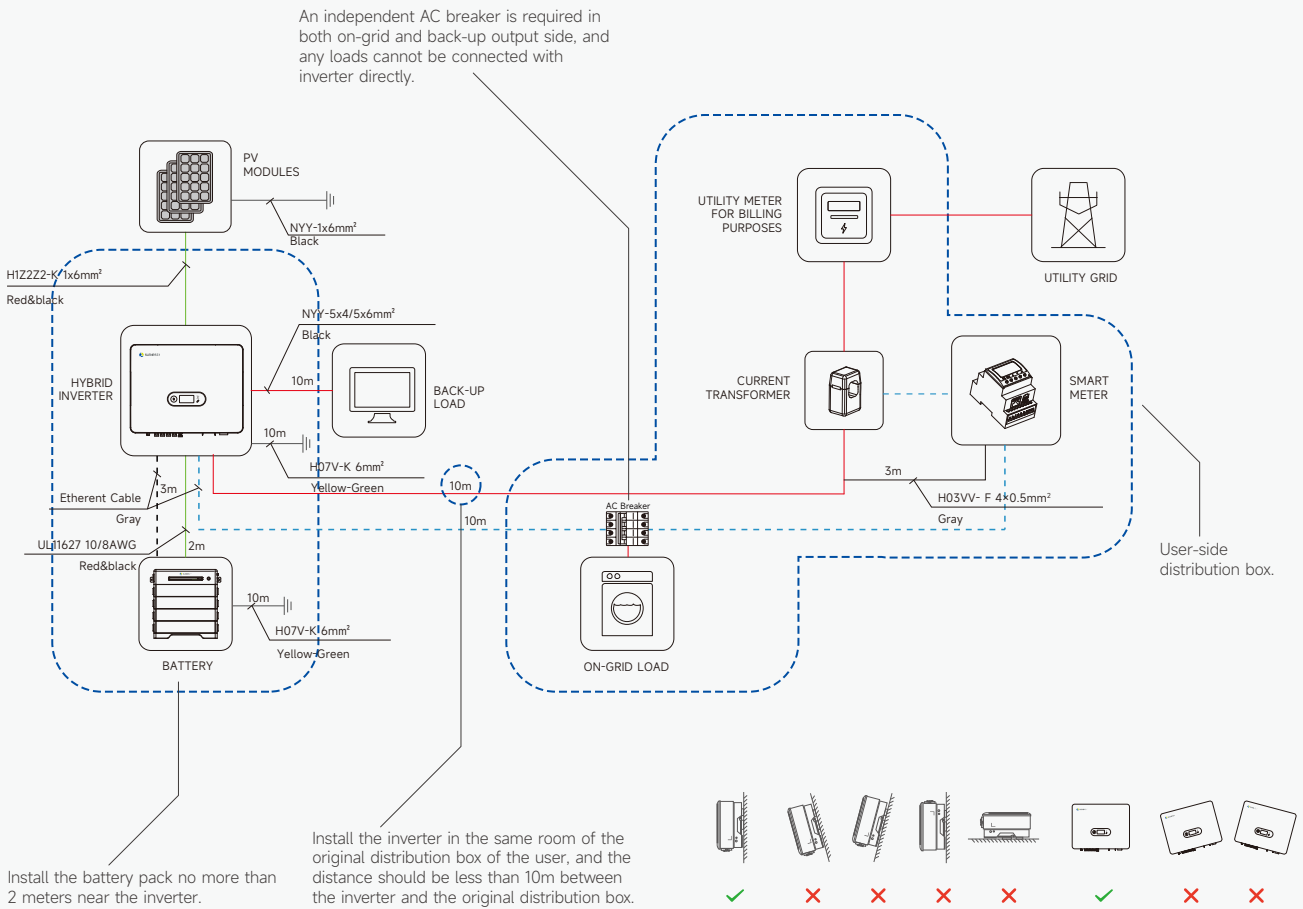 An independent AC breaker is required in
both on-grid and back-up output side, and
any loads cannot be connected with
inverter directly.
PV
MODULES
NYY-1x6mm²
Black
H1Z2Z2-K 1x6mm²
Red&black
UTILITY METER
FOR BILLING
PURPOSES
UTILITY GRID
NYY-5x4/5x6mm²
Black
10m
HYBRID
INVERTER
BACK-UP
LOAD
CURRENT
TRANSFORMER
SMART
METER
10m
H07V-K 6mm²
Yellow-Green
3m
H03VV- F 4×0.5mm²
Gray
Etherent Cable
Gray
3m
10m
10m
AC Breaker
UL11627 10/8AWG
Red&black
2m
User-side
distribution box.
10m
H07V-K 6mm²
Yellow-Green
BATTERY
ON-GRID LOAD
Install the battery pack no more than
2 meters near the inverter.
Install the inverter in the same room of the
original distribution box of the user, and the
distance should be less than 10m between
the inverter and the original distribution box.